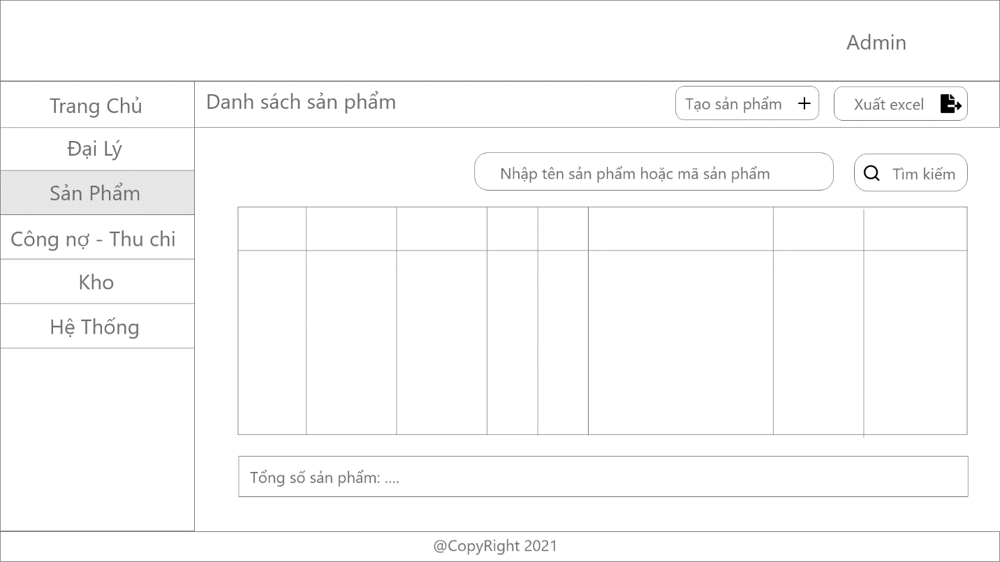 Admin
Trang Chủ
Danh sách sản phẩm
Tạo sản phẩm
Xuất excel
Đại Lý
Sản Phẩm
Nhập tên sản phẩm hoặc mã sản phẩm
Tìm kiếm
Công nợ - Thu chi
Kho
Hệ Thống
Tổng số sản phẩm: ....
@CopyRight 2021